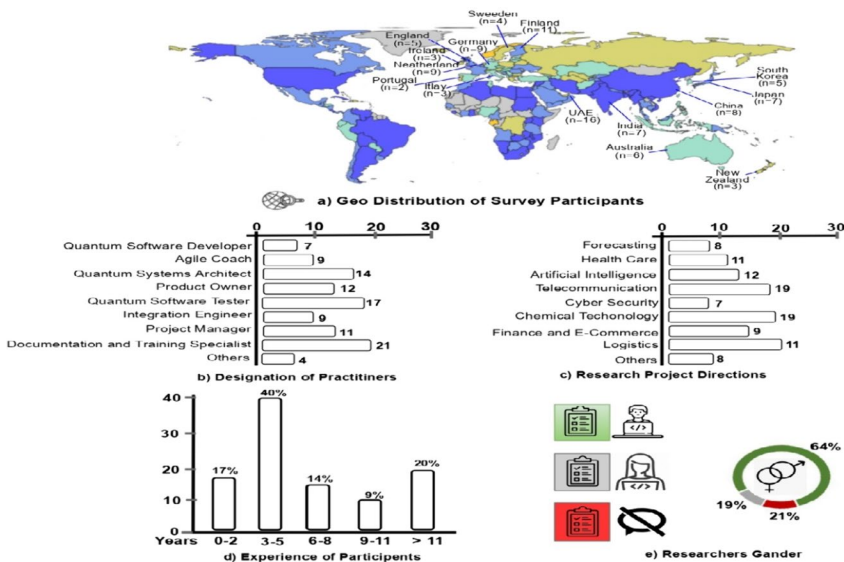 Sweden
(n=4)
Finland
(n=11)
England
(n=5)
Ireland
(n=3)
Germany
(n=9)
Neatherland
(n=9)
Portugal
(n=2)
Itlay
(n=3)
UAE
(n=16)
India
(n=7)
South
Korea
(n=5)
Japan
(n=7)
China
(n=8)
Australia
(n=6)
New
Zealand
(n=3)
a) Geo Distribution of Survey Participants
0 10 20 30
Quantum Software Developer 7
Agile Coach 9
Quantum Systems Architect 14
Product Owner 12
Quantum Software Tester 17
Integration Engineer 9
Project Manager 11
Documentation and Training Specialist 21
Others 4
b) Designation of Practitiners
0 10 20 30
Forecasting 8
Health Care 11
Artificial Intelligence 12
Telecommunication 19
Cyber Security 7
Chemical Techonology 19
Finance and E-Commerce 9
Logistics 11
Others 8
c) Research Project Directions
40
20
10
0
17%
40%
14%
9%
20%
Years 0-2 3-5 6-8 9-11 > 11
d) Experience of Participents
64%
19%
21%
e) Researchers Gander